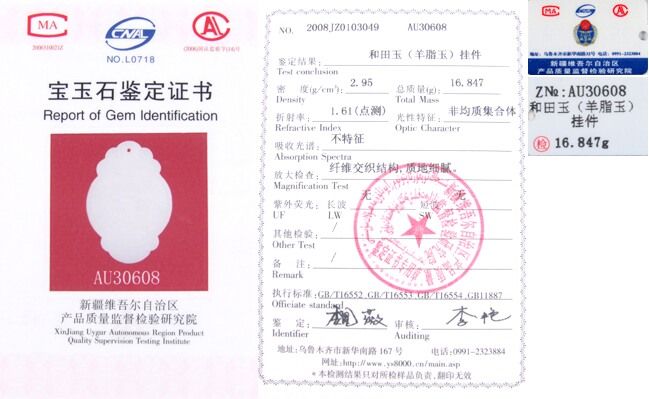 MA
CNAL
AL
NO.L0718
宝玉石鉴定证书
Report of Gem Identification
AU30608
新疆维吾尔自治区
产品质量监督检验研究院
XinJiang Uygur Autonomous Region Product
Quality Supervision Testing Institute
NO. 2008JZ0103049 AU30608
鉴定结果: 和田玉（羊脂玉）挂件
Test conclusion
密 度(g/cm³): 2.95 总质量(g): 16.847
Density Total Mass
折射率: 1.61(点测) 光性特征: 非均质集合体
Refractive Index Optic Character
吸收光谱: 不特征
Absorption Spectra
放大检查: 纤维交织结构,质地细腻。
Magnification Test
紫外荧光: 长波 无 短波 无
UF LW SW
其他检验: /
Other Test
备 注: /
Remark
执行标准:GB/T16552 GB/T16553 GB/T16554 GB11887
Officiate standard
鉴 定: 审核:
Identifier Auditing
地址:乌鲁木齐市新华南路167号 电话:0991-2323884
网址:http://www.ys8000.cn/main.asp
*本检测结果只对所检样品负责,翻印无效
新疆维吾尔自治区
产品质量监督检验研究院
ZNo:AU30608
和田玉（羊脂玉）
挂件
检 16.847g